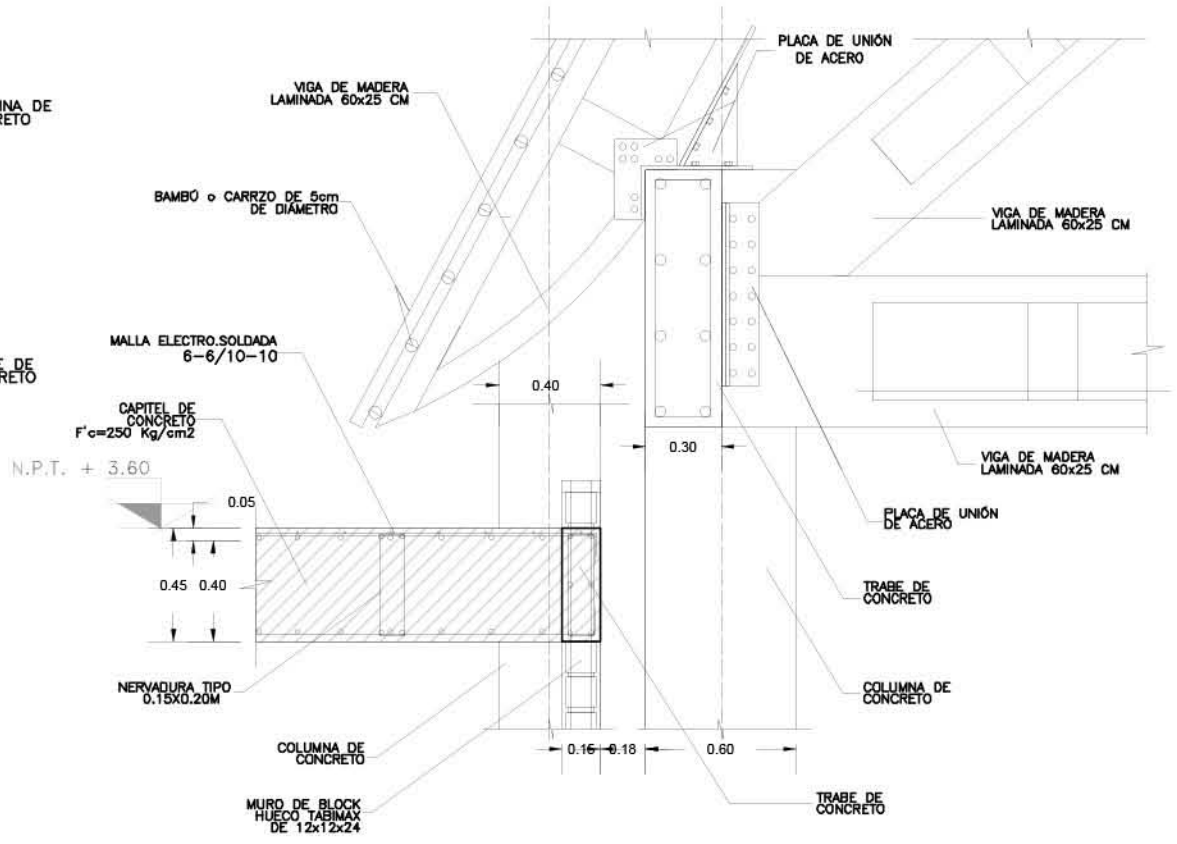 PLACA DE UNIÓN
DE ACERO
VIGA DE MADERA
LAMINADA 60x25 CM
BAMBÚ o CARRZO DE 5cm
DE DIÁMETRO
VIGA DE MADERA
LAMINADA 60x25 CM
MALLA ELECTRO.SOLDADA
6-6/10-10
0.40
CAPITEL DE
CONCRETO
F'c=250 Kg/cm2
0.30
VIGA DE MADERA
LAMINADA 60x25 CM
N.P.T. + 3.60
0.05
PLACA DE UNIÓN
DE ACERO
0.45
0.40
TRABE DE
CONCRETO
NERVADURA TIPO
0.15X0.20M
COLUMNA DE
CONCRETO
COLUMNA DE
CONCRETO
0.15
0.18
0.60
MURO DE BLOCK
HUECO TABIMAX
DE 12x12x24
TRABE DE
CONCRETO